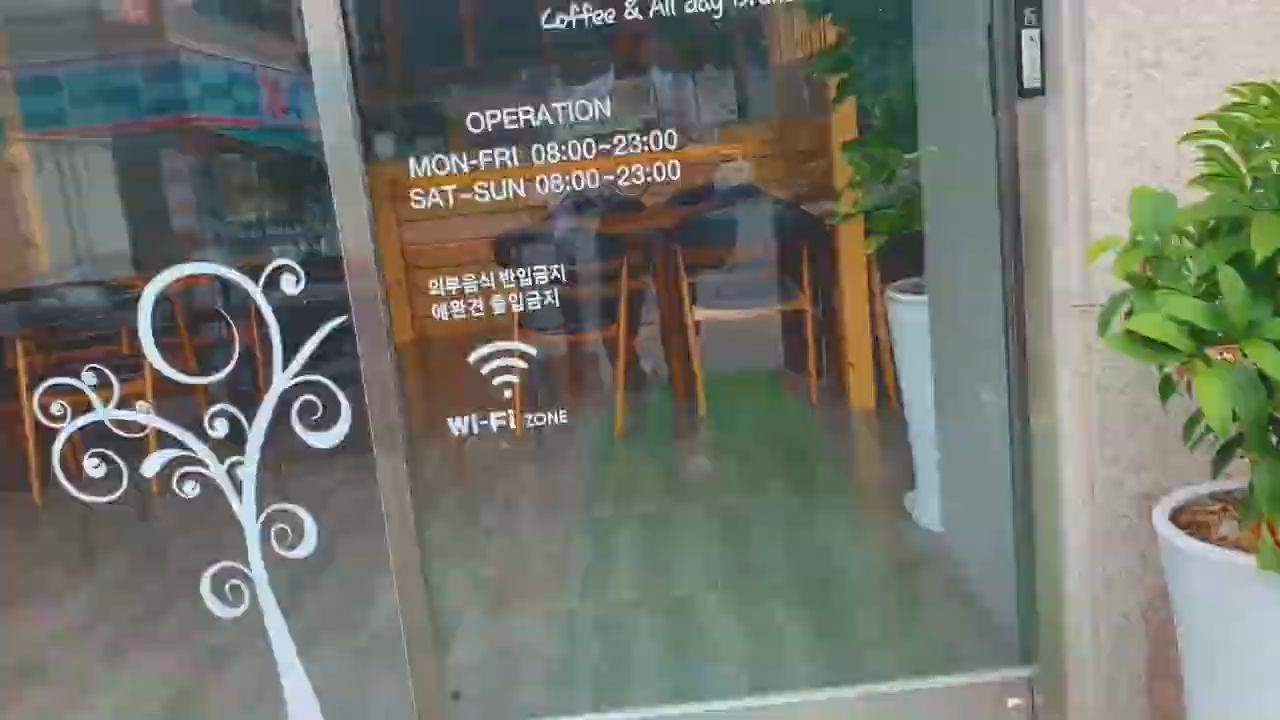 Coffee & All day
OPERATION
MON-FRI 08:00~23:00
SAT-SUN 08:00~23:00
외부음식 반입금지
애완견 출입금지
Wi-Fi ZONE